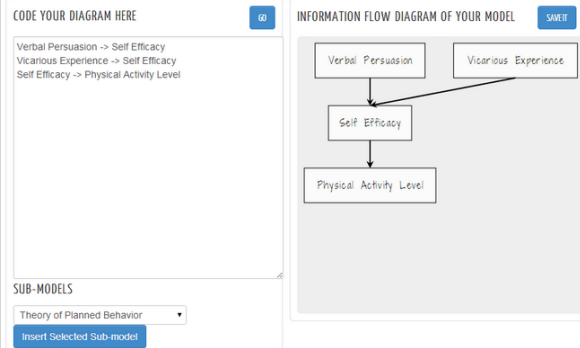 CODE YOUR DIAGRAM HERE
GO
Verbal Persuasion -> Self Efficacy
Vicarious Experience -> Self Efficacy
Self Efficacy -> Physical Activity Level
SUB-MODELS
Theory of Planned Behavior
Insert Selected Sub-model
INFORMATION FLOW DIAGRAM OF YOUR MODEL
SAVE IT
Verbal Persuasion
Vicarious Experience
Self Efficacy
Physical Activity Level